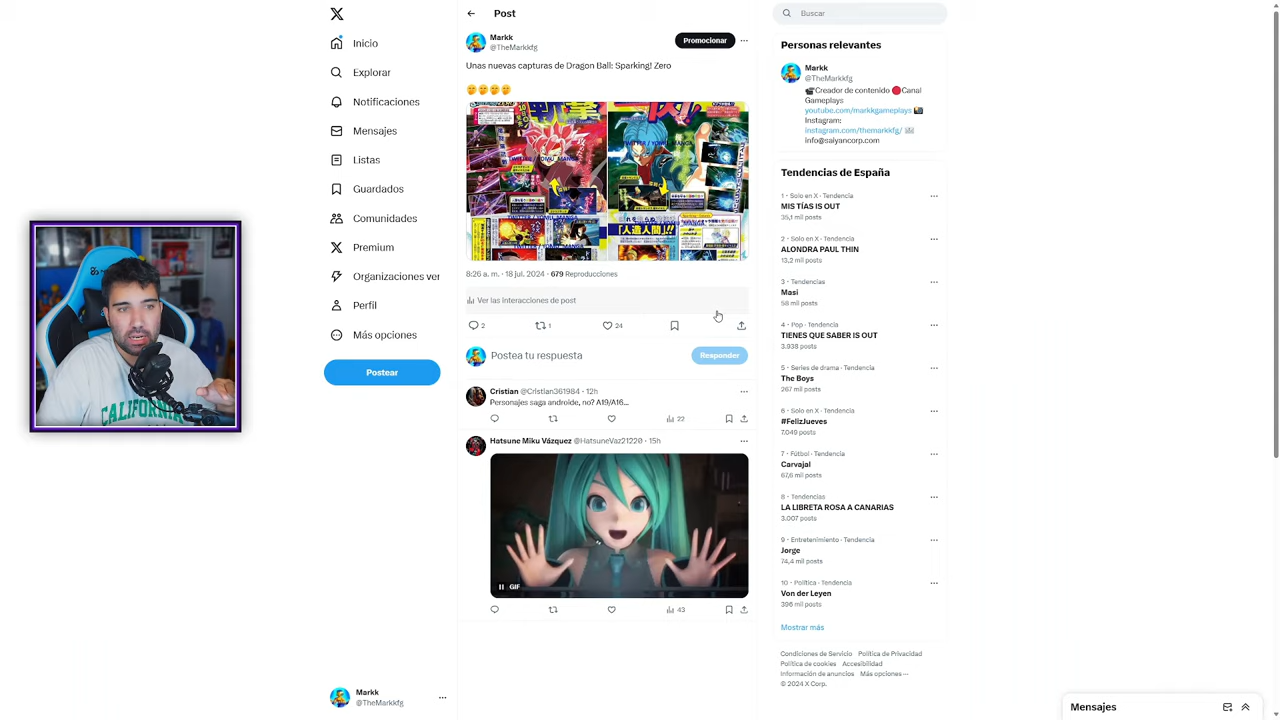 Inicio
Explorar
Notificaciones
Mensajes
Listas
Guardados
Comunidades
Premium
Organizaciones ver
Perfil
Más opciones
Postear
Markk
@TheMarkkfg
CALIFORNIA
Post
Markk
@TheMarkkfg
Promocionar
Unas nuevas capturas de Dragon Ball: Sparking! Zero
TWITTER / YOMU_MANGA
人造人間!!
8:26 a. m. · 18 jul. 2024 · 679 Reproducciones
Ver las interacciones de post
2
1
24
Postea tu respuesta
Responder
Cristian @Cristian361984 · 12h
Personajes saga androide, no? A19/A16...
22
Hatsune Miku Vázquez @HatsuneVaz21220 · 15h
GIF
43
Buscar
Personas relevantes
Markk
@TheMarkkfg
Creador de contenido Canal
Gameplays
youtube.com/markkgameplays
Instagram:
instagram.com/themarkkfg/
info@saiyancorp.com
Tendencias de España
1 · Solo en X · Tendencia
MIS TÍAS IS OUT
35,1 mil posts
2 · Solo en X · Tendencia
ALONDRA PAUL THIN
13,2 mil posts
3 · Tendencias
Masi
58 mil posts
4 · Pop · Tendencia
TIENES QUE SABER IS OUT
3.938 posts
5 · Series de drama · Tendencia
The Boys
267 mil posts
6 · Solo en X · Tendencia
#FelizJueves
7.049 posts
7 · Fútbol · Tendencia
Carvajal
67,6 mil posts
8 · Tendencias
LA LIBRETA ROSA A CANARIAS
3.007 posts
9 · Entretenimiento · Tendencia
Jorge
74,4 mil posts
10 · Política · Tendencia
Von der Leyen
396 mil posts
Mostrar más
Condiciones de Servicio Política de Privacidad
Política de cookies Accesibilidad
Información de anuncios Más opciones ···
© 2024 X Corp.
Mensajes